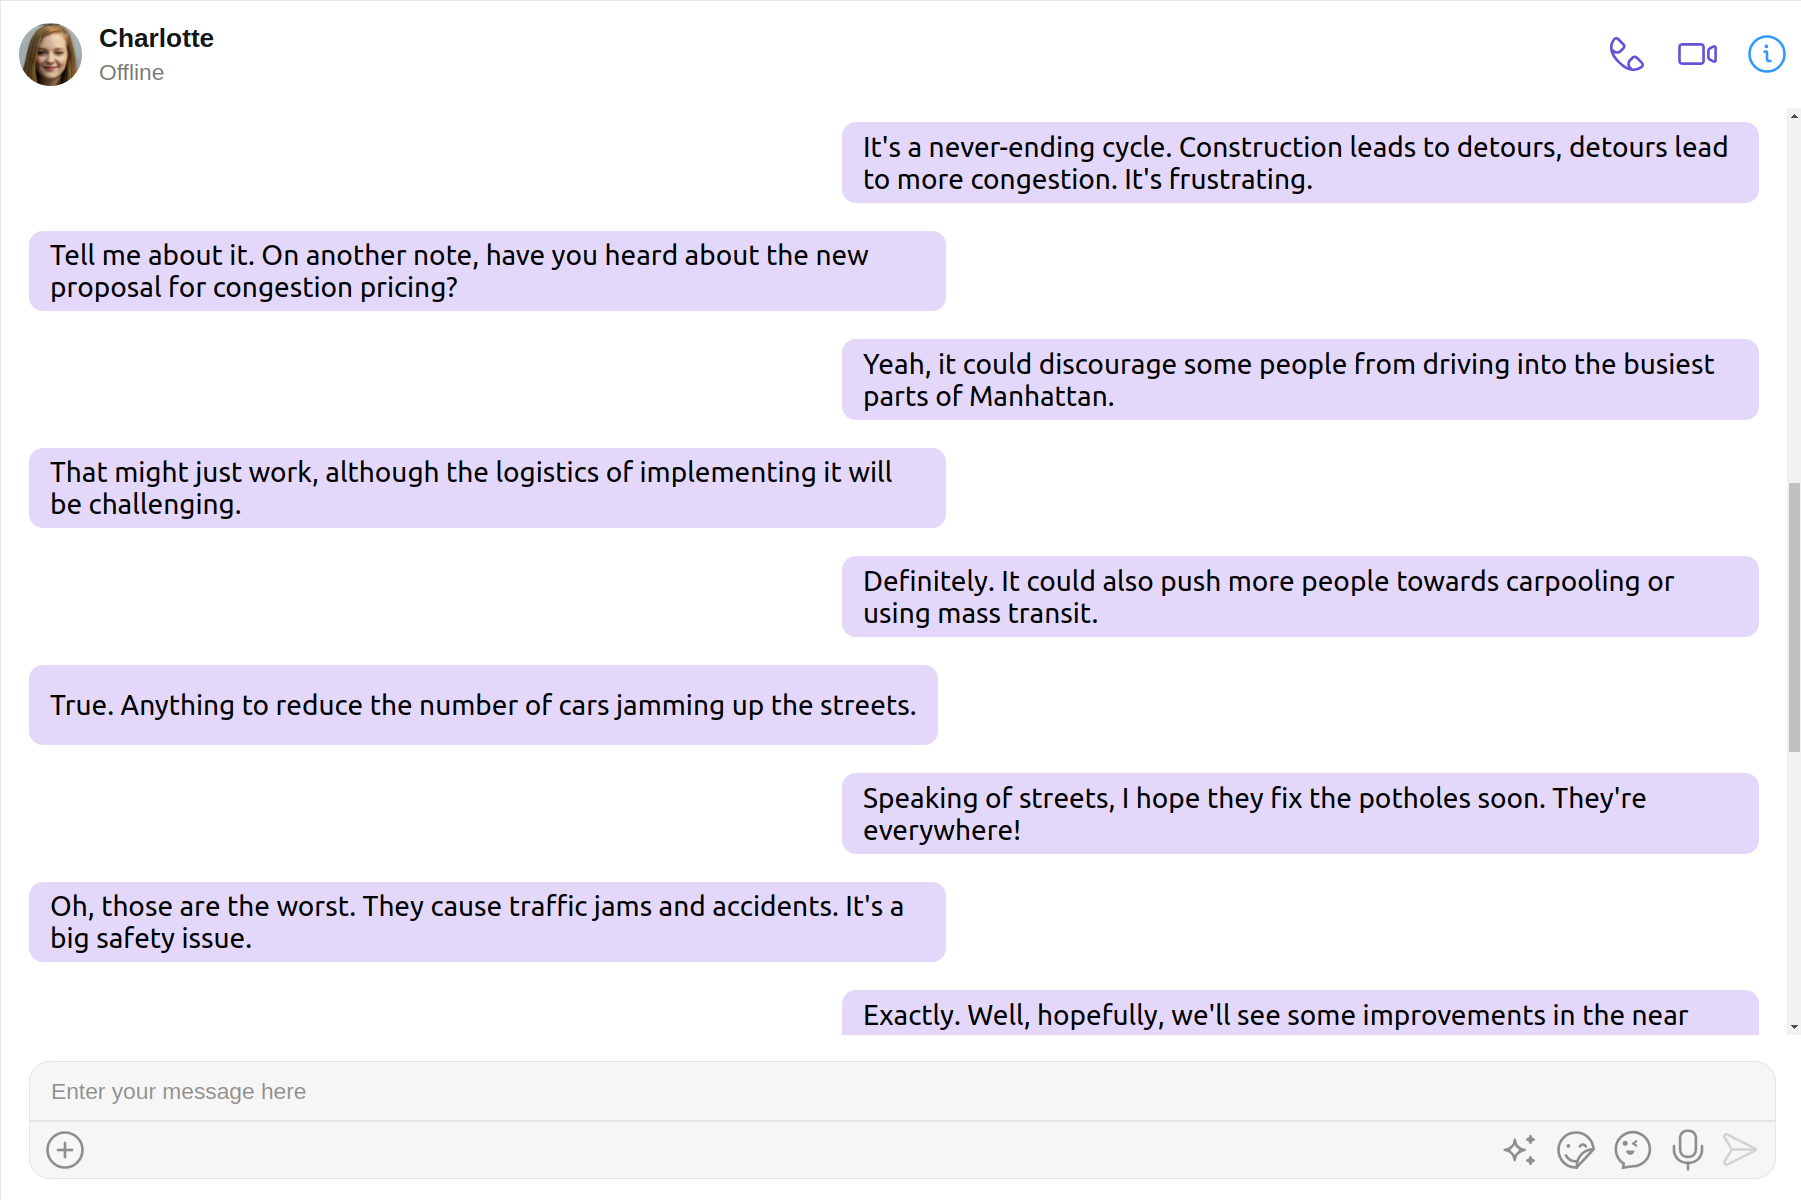 Charlotte
Offline
It's a never-ending cycle. Construction leads to detours, detours lead
to more congestion. It's frustrating.
Tell me about it. On another note, have you heard about the new
proposal for congestion pricing?
Yeah, it could discourage some people from driving into the busiest
parts of Manhattan.
That might just work, although the logistics of implementing it will
be challenging.
Definitely. It could also push more people towards carpooling or
using mass transit.
True. Anything to reduce the number of cars jamming up the streets.
Speaking of streets, I hope they fix the potholes soon. They're
everywhere!
Oh, those are the worst. They cause traffic jams and accidents. It's a
big safety issue.
Exactly. Well, hopefully, we'll see some improvements in the near
Enter your message here